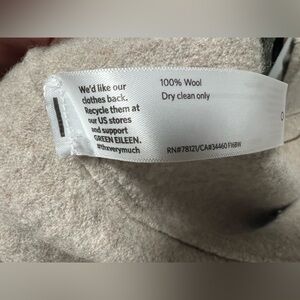 We'd like our
clothes back.
Recycle them at
our US stores
and support
GREEN EILEEN.
#thxverymuch
100% Wool
Dry clean only
RN#78121/CA#34460 F16BW